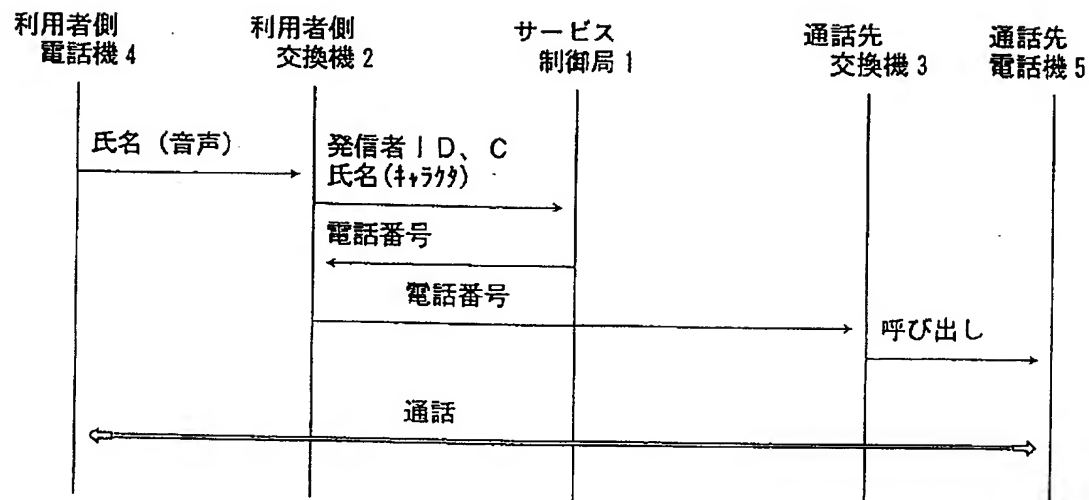 利用者側
電話機4
利用者側
交換機2
サービス
制御局1
通話先
交換機3
通話先
電話機5
氏名(音声)
発信者ID、C
氏名(ｷｬﾗｸﾀ)
電話番号
電話番号
呼び出し
通話